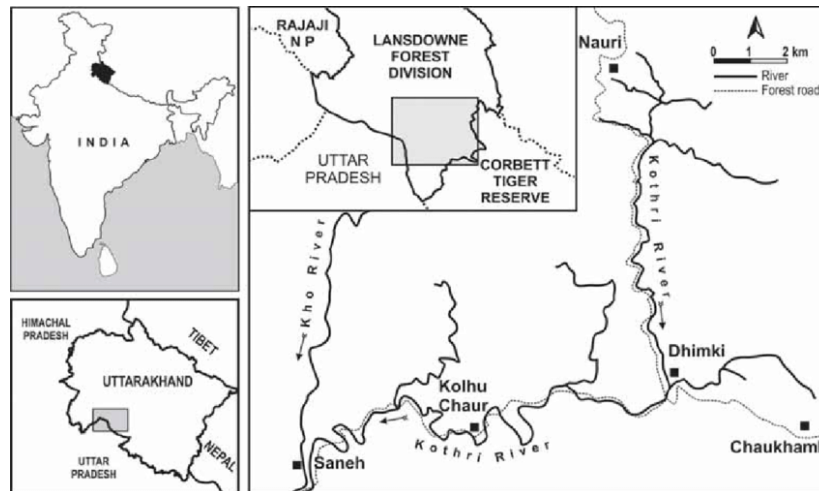 INDIA
HIMACHAL
PRADESH
TIBET
UTTARAKHAND
NEPAL
UTTAR
PRADESH
RAJAJI
N P
LANSDOWNE
FOREST
DIVISION
UTTAR
PRADESH
CORBETT
TIGER
RESERVE
Nauri
0 1 2 km
River
Forest road
Kothri River
Kho River
Dhimki
Kolhu
Chaur
Kothri River
Saneh
Chaukhamb